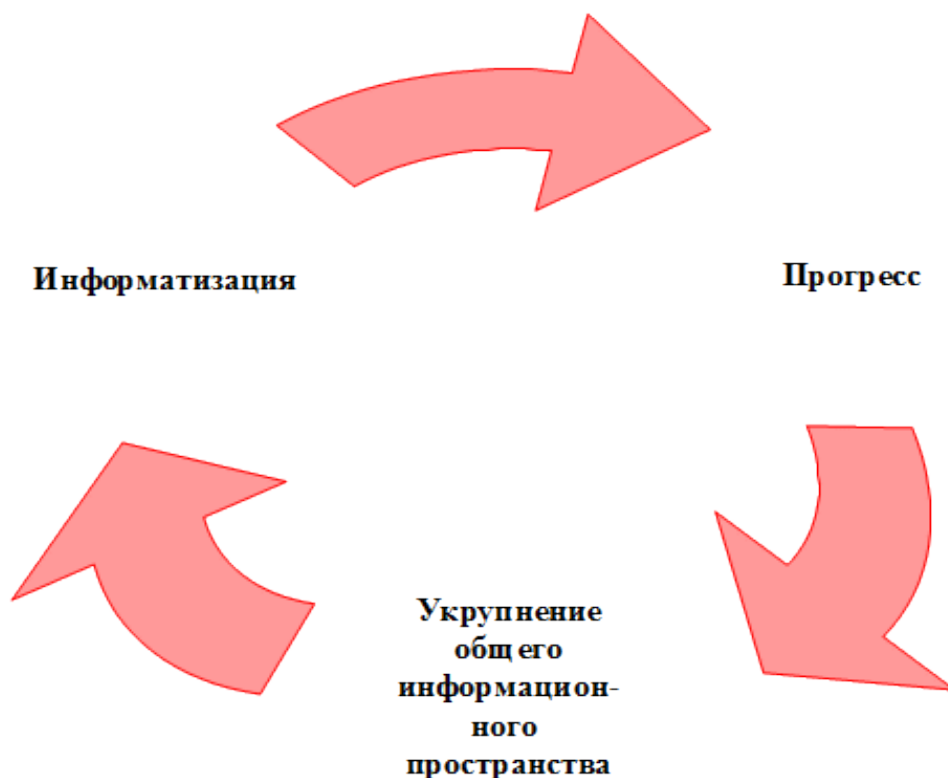 Информатизация
Прогресс
Укрупнение
общего
информацион-
ного
пространства